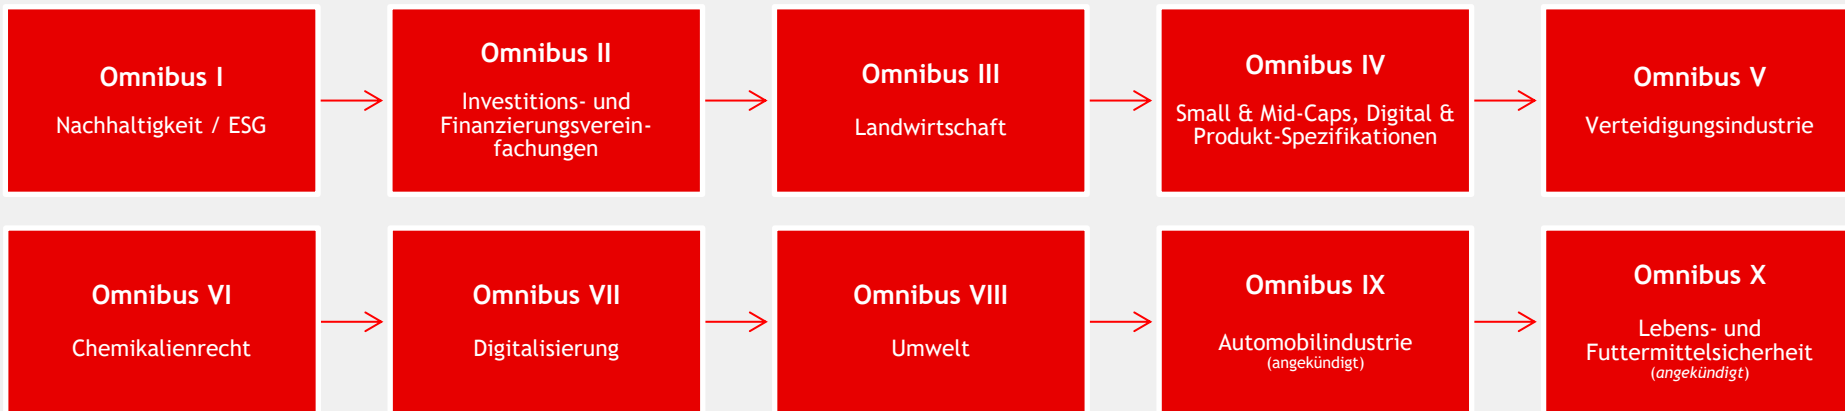 Omnibus I
Nachhaltigkeit / ESG
Omnibus II
Investitions- und
Finanzierungsverein-
fachungen
Omnibus III
Landwirtschaft
Omnibus IV
Small & Mid-Caps, Digital &
Produkt-Spezifikationen
Omnibus V
Verteidigungsindustrie
Omnibus VI
Chemikalienrecht
Omnibus VII
Digitalisierung
Omnibus VIII
Umwelt
Omnibus IX
Automobilindustrie
(angekündigt)
Omnibus X
Lebens- und
Futtermittelsicherheit
(angekündigt)